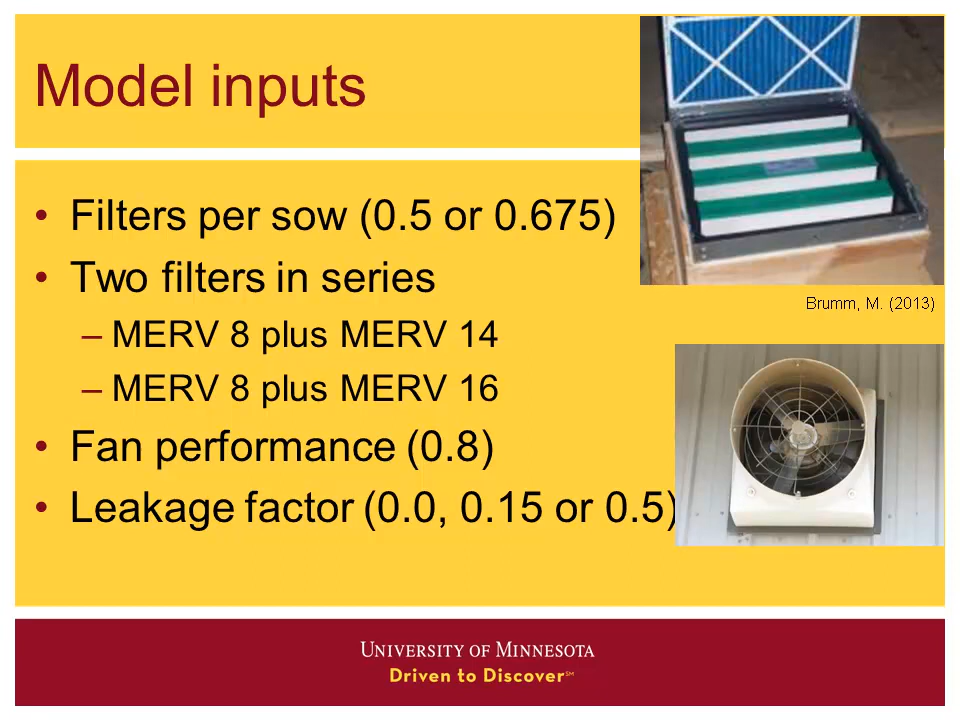 Model inputs
• Filters per sow (0.5 or 0.675)
• Two filters in series
– MERV 8 plus MERV 14
– MERV 8 plus MERV 16
• Fan performance (0.8)
• Leakage factor (0.0, 0.15 or 0.5)
Brumm, M. (2013)
UNIVERSITY OF MINNESOTA
Driven to Discover℠